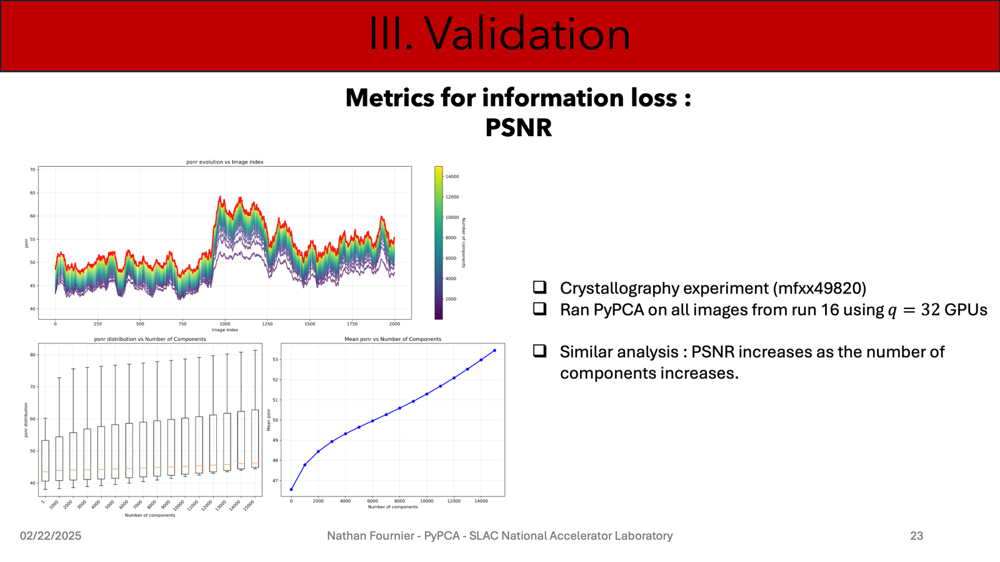 III. Validation
Metrics for information loss :
PSNR
psnr evolution vs Image index
psnr
70
65
60
55
50
45
40
0 250 500 750 1000 1250 1500 1750 2000
Image index
14000
12000
10000
8000
6000
4000
2000
Number of components
psnr distribution vs Number of Components
psnr distribution
80
70
60
50
40
1 1000 2000 3000 4000 5000 6000 7000 8000 9000 10000 11000 12000 13000 14000 15000
Number of components
Mean psnr vs Number of Components
Mean psnr
53
52
51
50
49
48
47
0 2000 4000 6000 8000 10000 12000 14000
Number of components
❑ Crystallography experiment (mfxx49820)
❑ Ran PyPCA on all images from run 16 using q = 32 GPUs
❑ Similar analysis : PSNR increases as the number of
components increases.
02/22/2025
Nathan Fournier - PyPCA - SLAC National Accelerator Laboratory
23